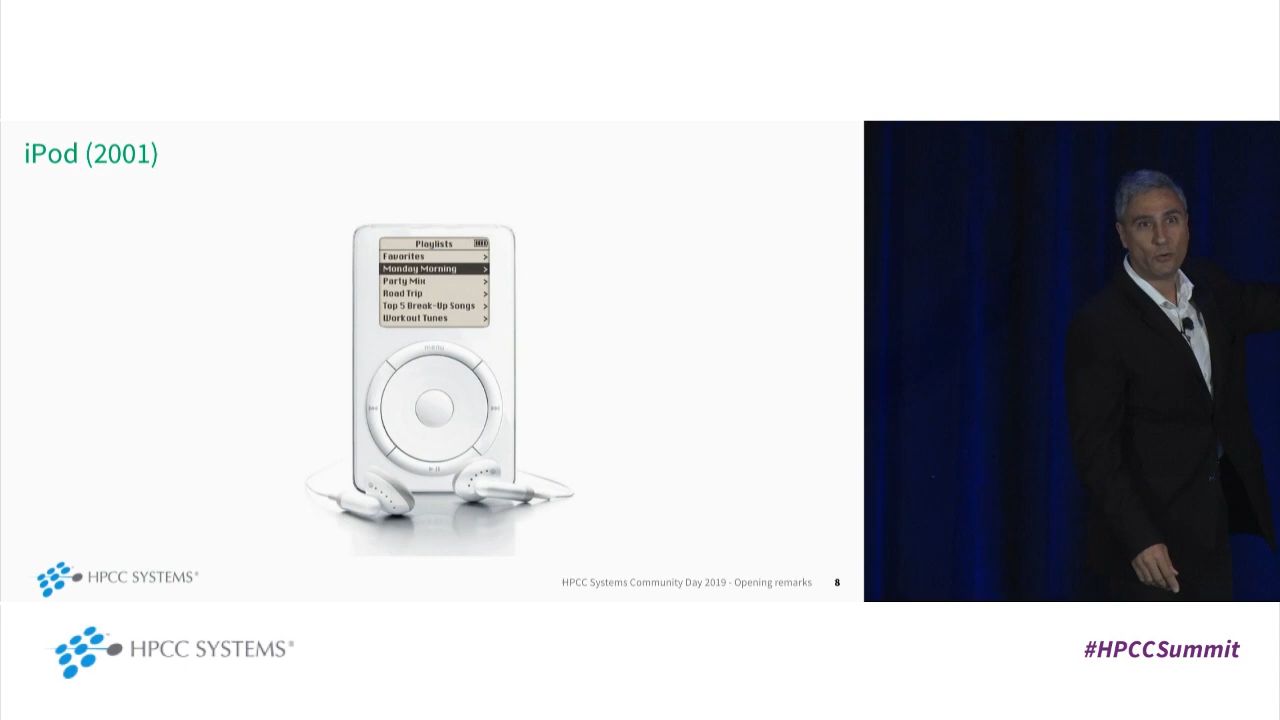 iPod (2001)
Playlists
Favorites >
Monday Morning >
Party Mix >
Road Trip >
Top 5 Break-Up Songs >
Workout Tunes >
menu
HPCC SYSTEMS®
HPCC Systems Community Day 2019 - Opening remarks 8
HPCC SYSTEMS®
#HPCCSummit